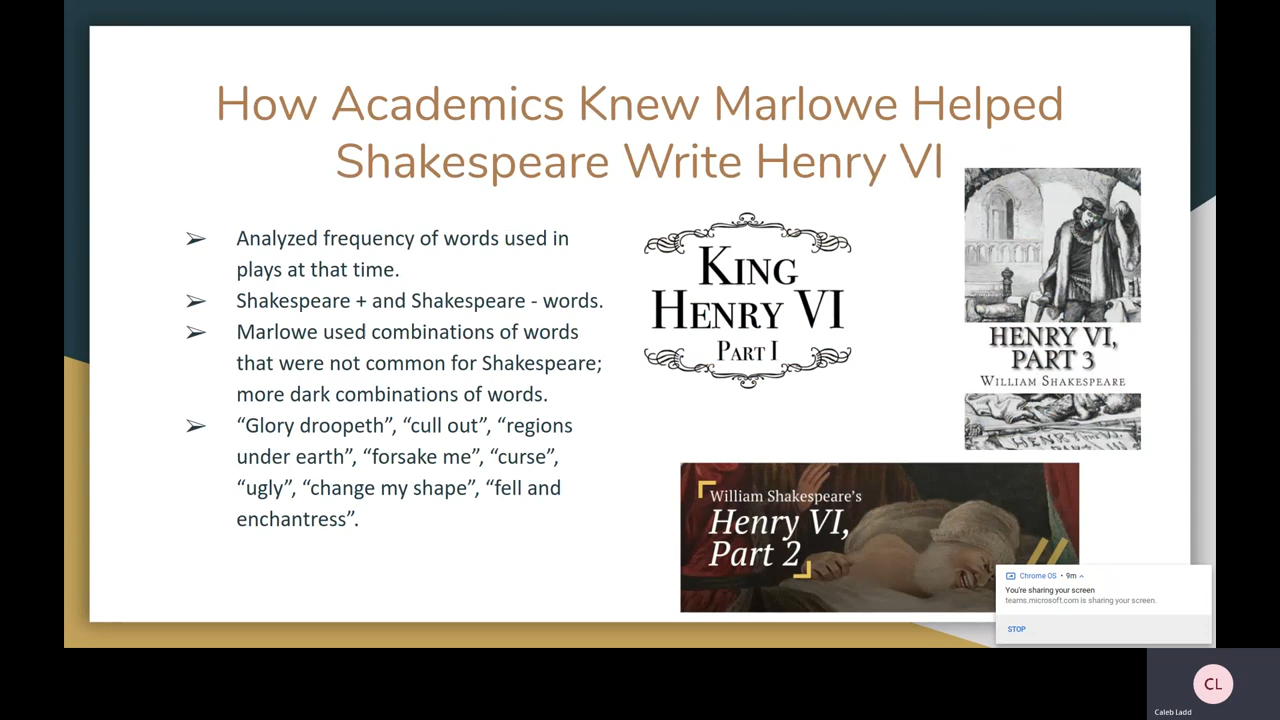 How Academics Knew Marlowe Helped
Shakespeare Write Henry VI
➢ Analyzed frequency of words used in
plays at that time.
➢ Shakespeare + and Shakespeare - words.
➢ Marlowe used combinations of words
that were not common for Shakespeare;
more dark combinations of words.
➢ “Glory droopeth”, “cull out”, “regions
under earth”, “forsake me”, “curse”,
“ugly”, “change my shape”, “fell and
enchantress”.
KING
HENRY VI
PART I
HENRY VI,
PART 3
WILLIAM SHAKESPEARE
William Shakespeare’s
Henry VI,
Part 2
Chrome OS • 9m
You're sharing your screen
teams.microsoft.com is sharing your screen.
STOP
CL
Caleb Ladd